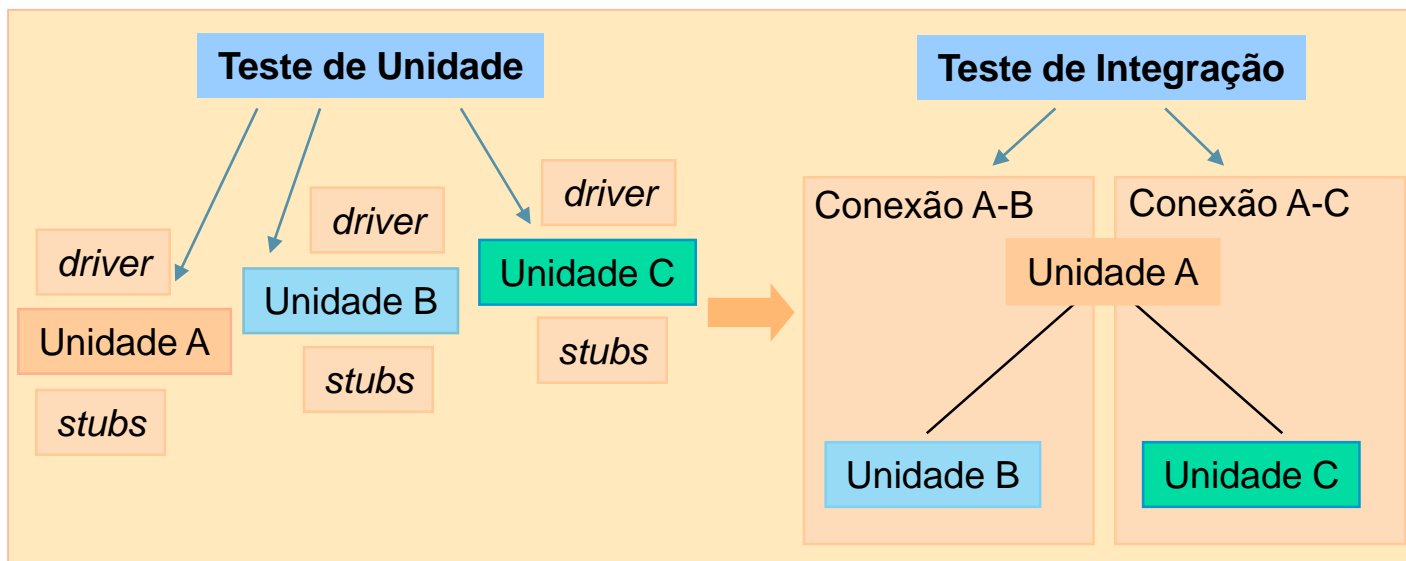 Teste de Unidade
driver
Unidade A
stubs
driver
Unidade B
stubs
driver
Unidade C
stubs
Teste de Integração
Conexão A-B
Conexão A-C
Unidade A
Unidade B
Unidade C